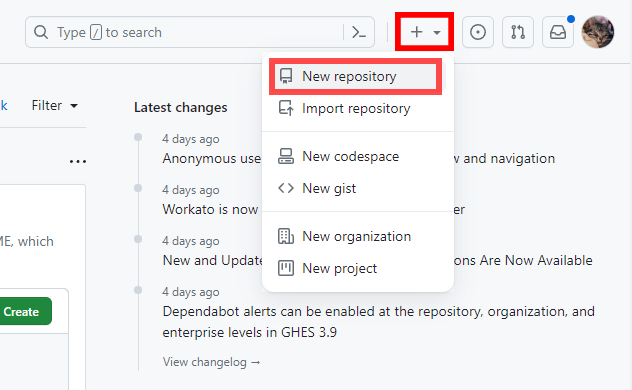 Type / to search
k
Filter
New repository
Import repository
New codespace
New gist
New organization
New project
Latest changes
4 days ago
Anonymous use
w and navigation
4 days ago
Workato is now
er
4 days ago
New and Update
ons Are Now Available
4 days ago
Dependabot alerts can be enabled at the repository, organization, and
enterprise levels in GHES 3.9
View changelog →
ME, which
Create